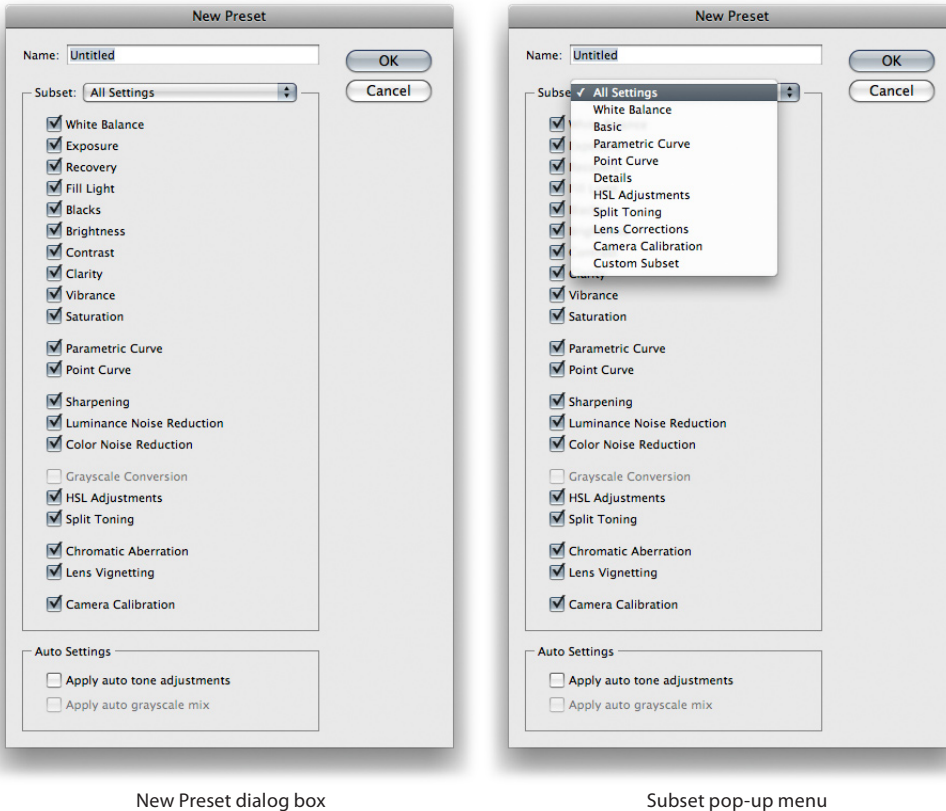 New Preset
Name: Untitled
OK
Subset: All Settings
Cancel
White Balance
Exposure
Recovery
Fill Light
Blacks
Brightness
Contrast
Clarity
Vibrance
Saturation
Parametric Curve
Point Curve
Sharpening
Luminance Noise Reduction
Color Noise Reduction
Grayscale Conversion
HSL Adjustments
Split Toning
Chromatic Aberration
Lens Vignetting
Camera Calibration
Auto Settings
Apply auto tone adjustments
Apply auto grayscale mix
New Preset dialog box
New Preset
Name: Untitled
OK
Subse
Cancel
✓ All Settings
White Balance
Basic
Parametric Curve
Point Curve
Details
HSL Adjustments
Split Toning
Lens Corrections
Camera Calibration
Custom Subset
Vibrance
Saturation
Parametric Curve
Point Curve
Sharpening
Luminance Noise Reduction
Color Noise Reduction
Grayscale Conversion
HSL Adjustments
Split Toning
Chromatic Aberration
Lens Vignetting
Camera Calibration
Auto Settings
Apply auto tone adjustments
Apply auto grayscale mix
Subset pop-up menu